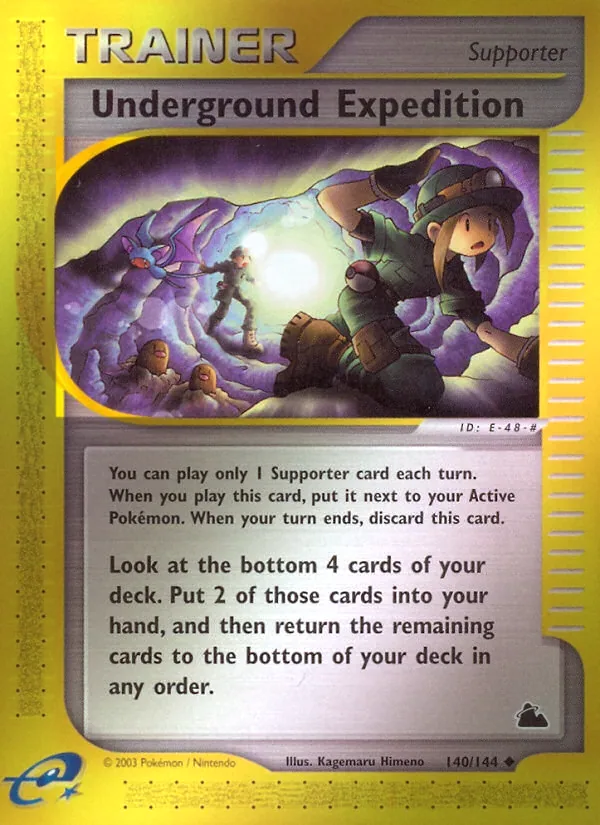 TRAINER
Supporter
Underground Expedition
ID: E-48-#
You can play only 1 Supporter card each turn.
When you play this card, put it next to your Active
Pokémon. When your turn ends, discard this card.
Look at the bottom 4 cards of your
deck. Put 2 of those cards into your
hand, and then return the remaining
cards to the bottom of your deck in
any order.
© 2003 Pokémon / Nintendo
Illus. Kagemaru Himeno
140/144 ◆
e